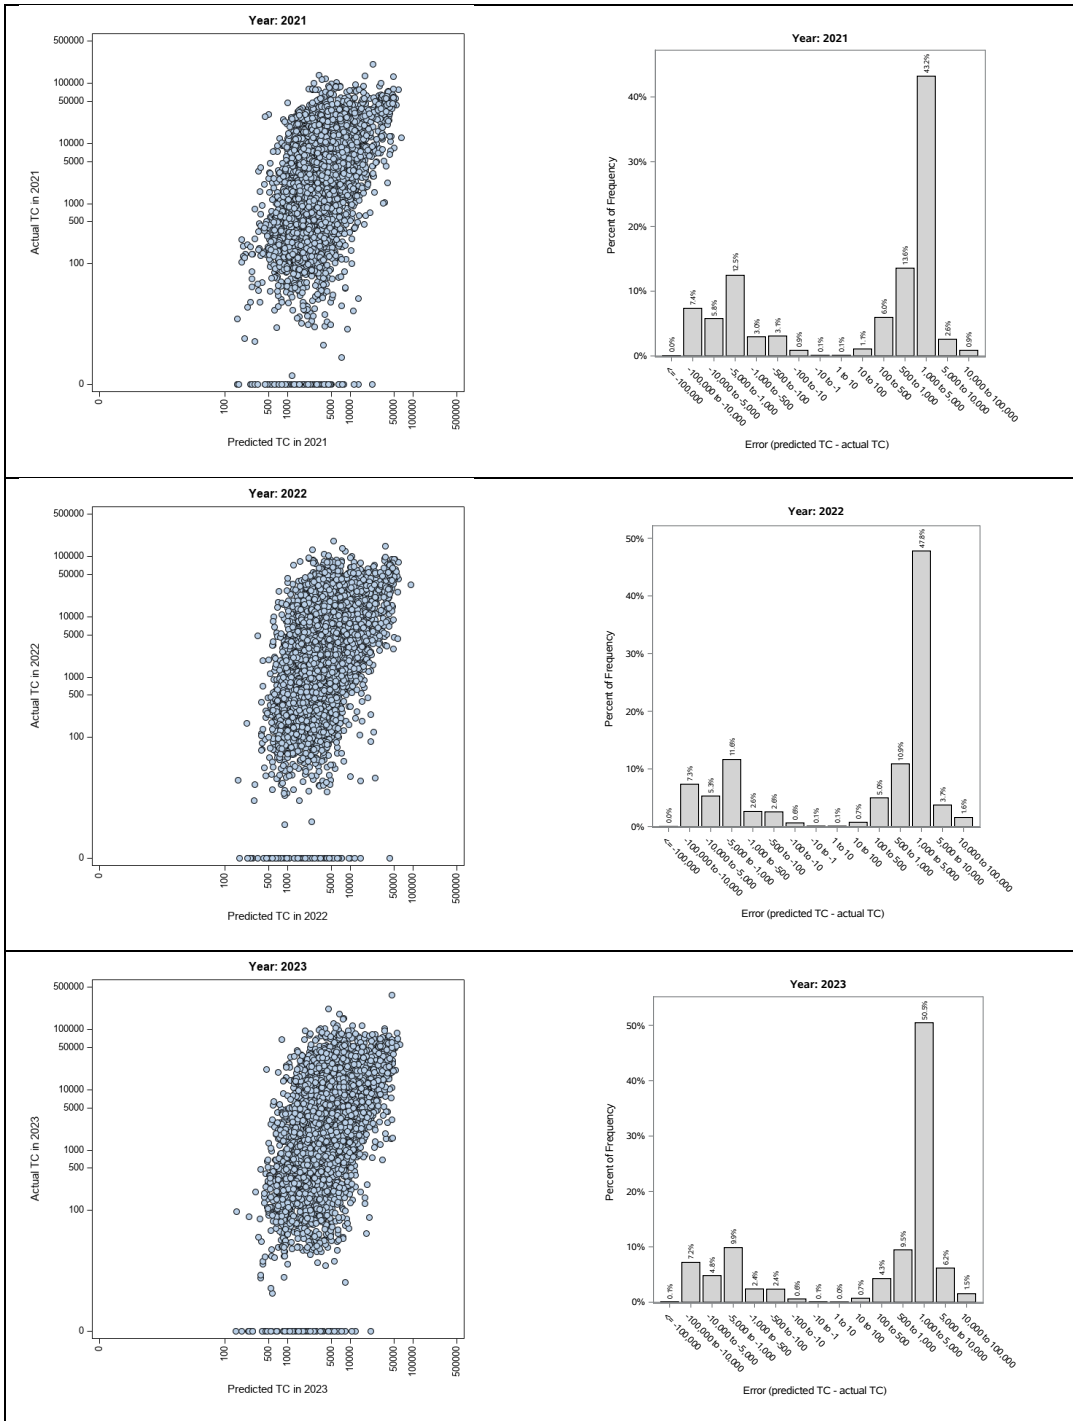 Year: 2021
500000
100000
50000
10000
5000
1000
500
100
0
Actual TC in 2021
0
100
500
1000
5000
10000
50000
100000
500000
Predicted TC in 2021
Year: 2021
40%
30%
20%
10%
0%
Percent of Frequency
0.0%
7.4%
5.8%
12.5%
3.0%
3.1%
0.9%
0.1%
0.1%
1.1%
6.0%
13.6%
43.2%
2.6%
0.9%
<= -100,000
-100,000 to -10,000
-10,000 to -5,000
-5,000 to -1,000
-1,000 to -500
-500 to -100
-100 to -10
-10 to -1
1 to 10
10 to 100
100 to 500
500 to 1,000
1,000 to 5,000
5,000 to 10,000
10,000 to 100,000
Error (predicted TC - actual TC)
Year: 2022
500000
100000
50000
10000
5000
1000
500
100
0
Actual TC in 2022
0
100
500
1000
5000
10000
50000
100000
500000
Predicted TC in 2022
Year: 2022
50%
40%
30%
20%
10%
0%
Percent of Frequency
0.0%
7.3%
5.3%
11.6%
2.6%
2.6%
0.6%
0.1%
0.1%
0.7%
5.0%
10.9%
47.8%
3.7%
1.6%
<= -100,000
-100,000 to -10,000
-10,000 to -5,000
-5,000 to -1,000
-1,000 to -500
-500 to -100
-100 to -10
-10 to -1
1 to 10
10 to 100
100 to 500
500 to 1,000
1,000 to 5,000
5,000 to 10,000
10,000 to 100,000
Error (predicted TC - actual TC)
Year: 2023
500000
100000
50000
10000
5000
1000
500
100
0
Actual TC in 2023
0
100
500
1000
5000
10000
50000
100000
500000
Predicted TC in 2023
Year: 2023
50%
40%
30%
20%
10%
0%
Percent of Frequency
0.1%
7.2%
4.8%
9.9%
2.4%
2.4%
0.6%
0.1%
0.0%
0.7%
4.3%
9.5%
50.5%
6.2%
1.5%
<= -100,000
-100,000 to -10,000
-10,000 to -5,000
-5,000 to -1,000
-1,000 to -500
-500 to -100
-100 to -10
-10 to -1
1 to 10
10 to 100
100 to 500
500 to 1,000
1,000 to 5,000
5,000 to 10,000
10,000 to 100,000
Error (predicted TC - actual TC)